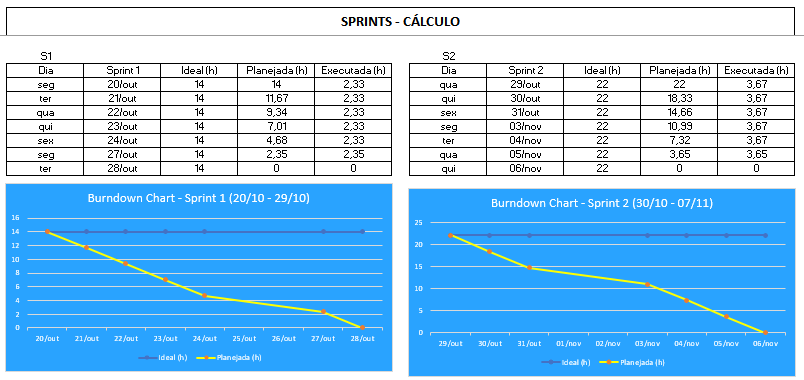 SPRINTS - CÁLCULO
S1
Dia Sprint 1 Ideal (h) Planejada (h) Executada (h)
seg 20/out 14 14 2,33
ter 21/out 14 11,67 2,33
qua 22/out 14 9,34 2,33
qui 23/out 14 7,01 2,33
sex 24/out 14 4,68 2,33
seg 27/out 14 2,35 2,35
ter 28/out 14 0 0
S2
Dia Sprint 2 Ideal (h) Planejada (h) Executada (h)
qua 29/out 22 22 3,67
qui 30/out 22 18,33 3,67
sex 31/out 22 14,66 3,67
seg 03/nov 22 10,99 3,67
ter 04/nov 22 7,32 3,67
qua 05/nov 22 3,65 3,65
qui 06/nov 22 0 0
Burndown Chart - Sprint 1 (20/10 - 29/10)
16
14
12
10
8
6
4
2
0
20/out 21/out 22/out 23/out 24/out 25/out 26/out 27/out 28/out
Ideal (h) Planejada (h)
Burndown Chart - Sprint 2 (30/10 - 07/11)
25
20
15
10
5
0
29/out 30/out 31/out 01/nov 02/nov 03/nov 04/nov 05/nov 06/nov
Ideal (h) Planejada (h)